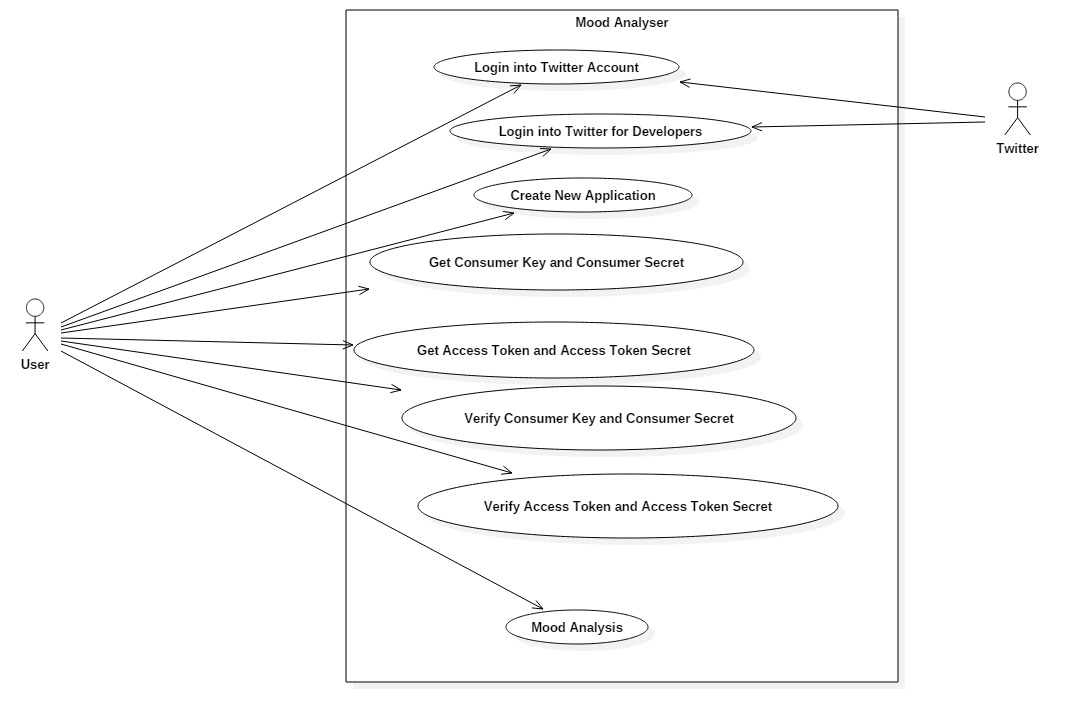 Mood Analyser
Login into Twitter Account
Login into Twitter for Developers
Twitter
Create New Application
Get Consumer Key and Consumer Secret
Get Access Token and Access Token Secret
User
Verify Consumer Key and Consumer Secret
Verify Access Token and Access Token Secret
Mood Analysis